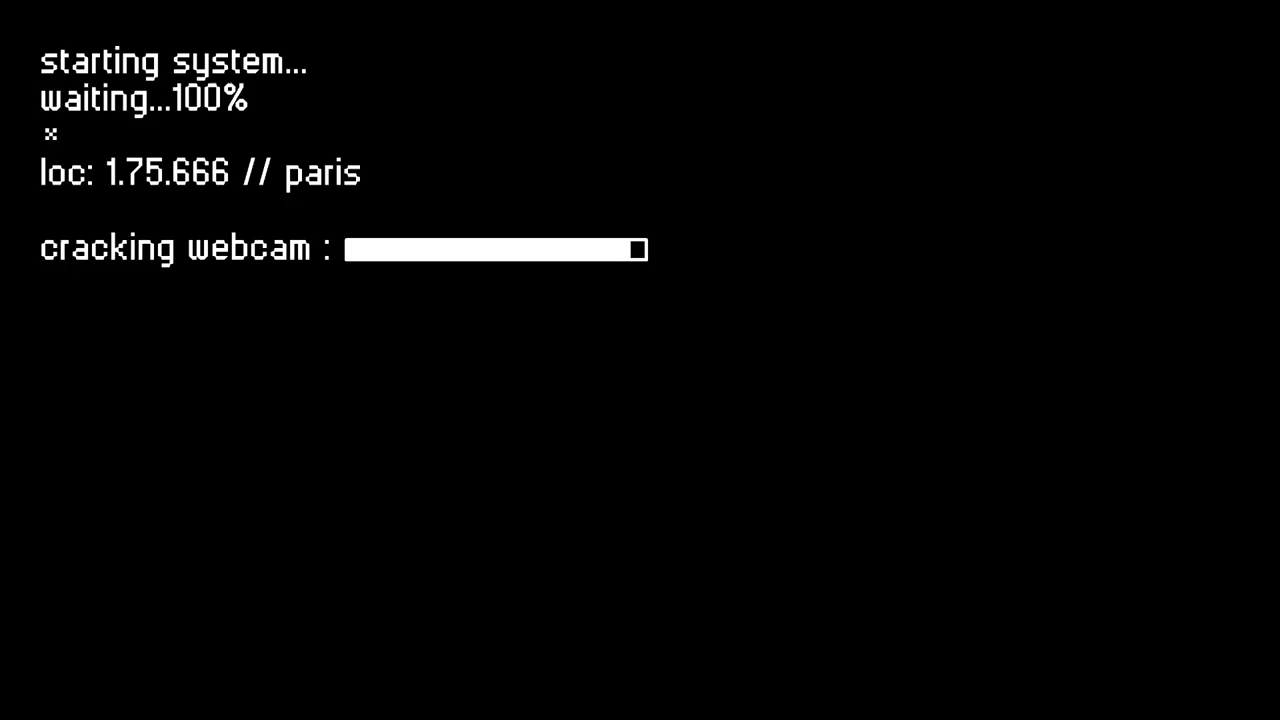 starting system...
waiting...100%
×
loc: 1.75.666 // paris
cracking webcam :